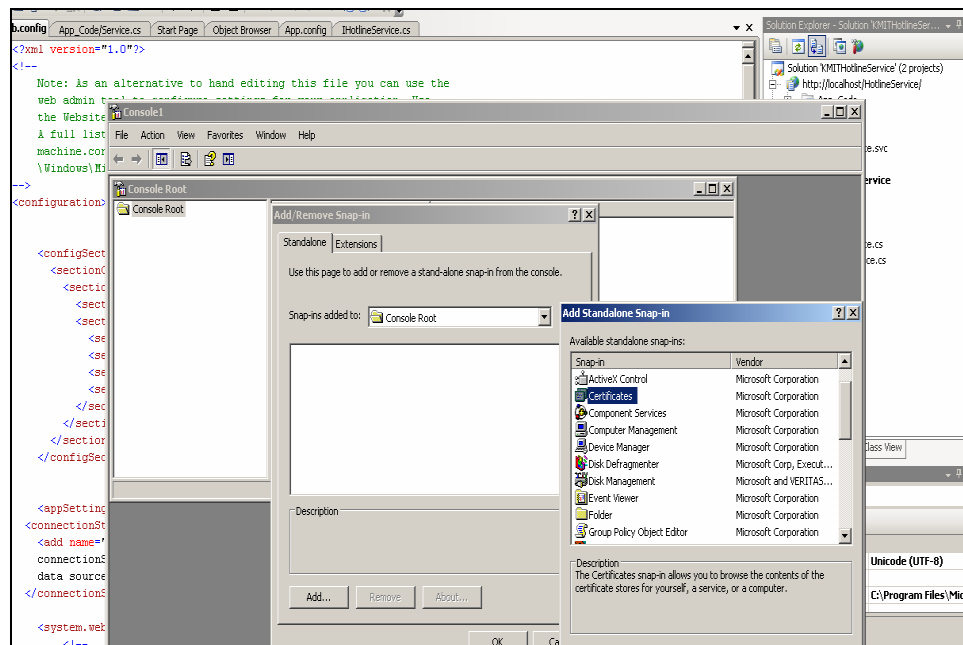 b.config App_Code/Service.cs Start Page Object Browser App.config IHotlineService.cs
Solution Explorer - Solution 'KMITHotlineSer...
<?xml version="1.0"?>
<!--
Note: As an alternative to hand editing this file you can use the
web admin tool to configure settings for your application. Use
the Website
A full list
machine.con
\Windows\Mi
-->
<configuration>
<configSect
<sectionG
<sectio
<sect
<sect
<se
<se
<se
<se
</sec
</secti
</section
</configSec
<appSetting
<connectionSt
<add name="
connectionS
data source
</connectionS
<system.web
<!--
Solution 'KMITHotlineService' (2 projects)
http://localhost/HotlineService/
App_Code
e.svc
ervice
te.cs
ce.cs
Class View
Unicode (UTF-8)
C:\Program Files\Mic
Console1
File Action View Favorites Window Help
Console Root
Console Root
Add/Remove Snap-in
Standalone Extensions
Use this page to add or remove a stand-alone snap-in from the console.
Snap-ins added to: Console Root
Description
Add... Remove About...
OK Ca
Add Standalone Snap-in
Available standalone snap-ins:
Snap-in Vendor
ActiveX Control Microsoft Corporation
Certificates Microsoft Corporation
Component Services Microsoft Corporation
Computer Management Microsoft Corporation
Device Manager Microsoft Corporation
Disk Defragmenter Microsoft Corp, Execut...
Disk Management Microsoft and VERITAS...
Event Viewer Microsoft Corporation
Folder Microsoft Corporation
Group Policy Object Editor Microsoft Corporation
Description
The Certificates snap-in allows you to browse the contents of the
certificate stores for yourself, a service, or a computer.